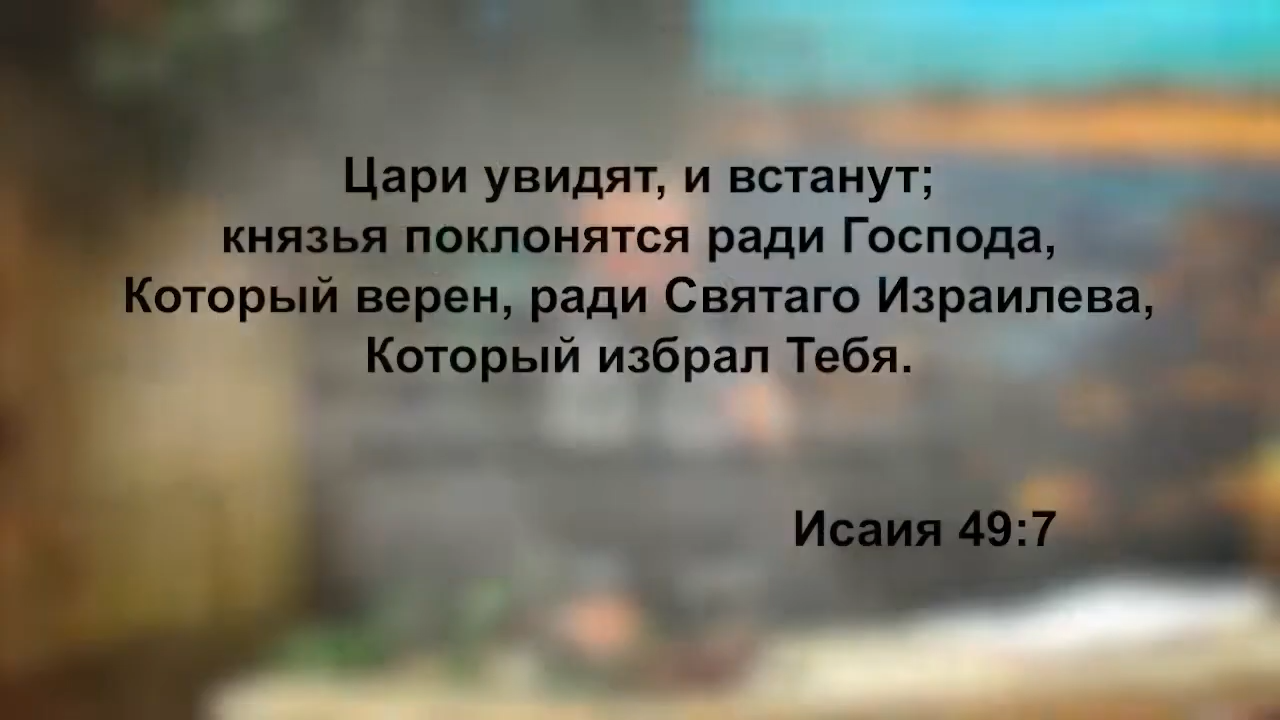 Цари увидят, и встанут;
князья поклонятся ради Господа,
Который верен, ради Святаго Израилева,
Который избрал Тебя.
Исаия 49:7